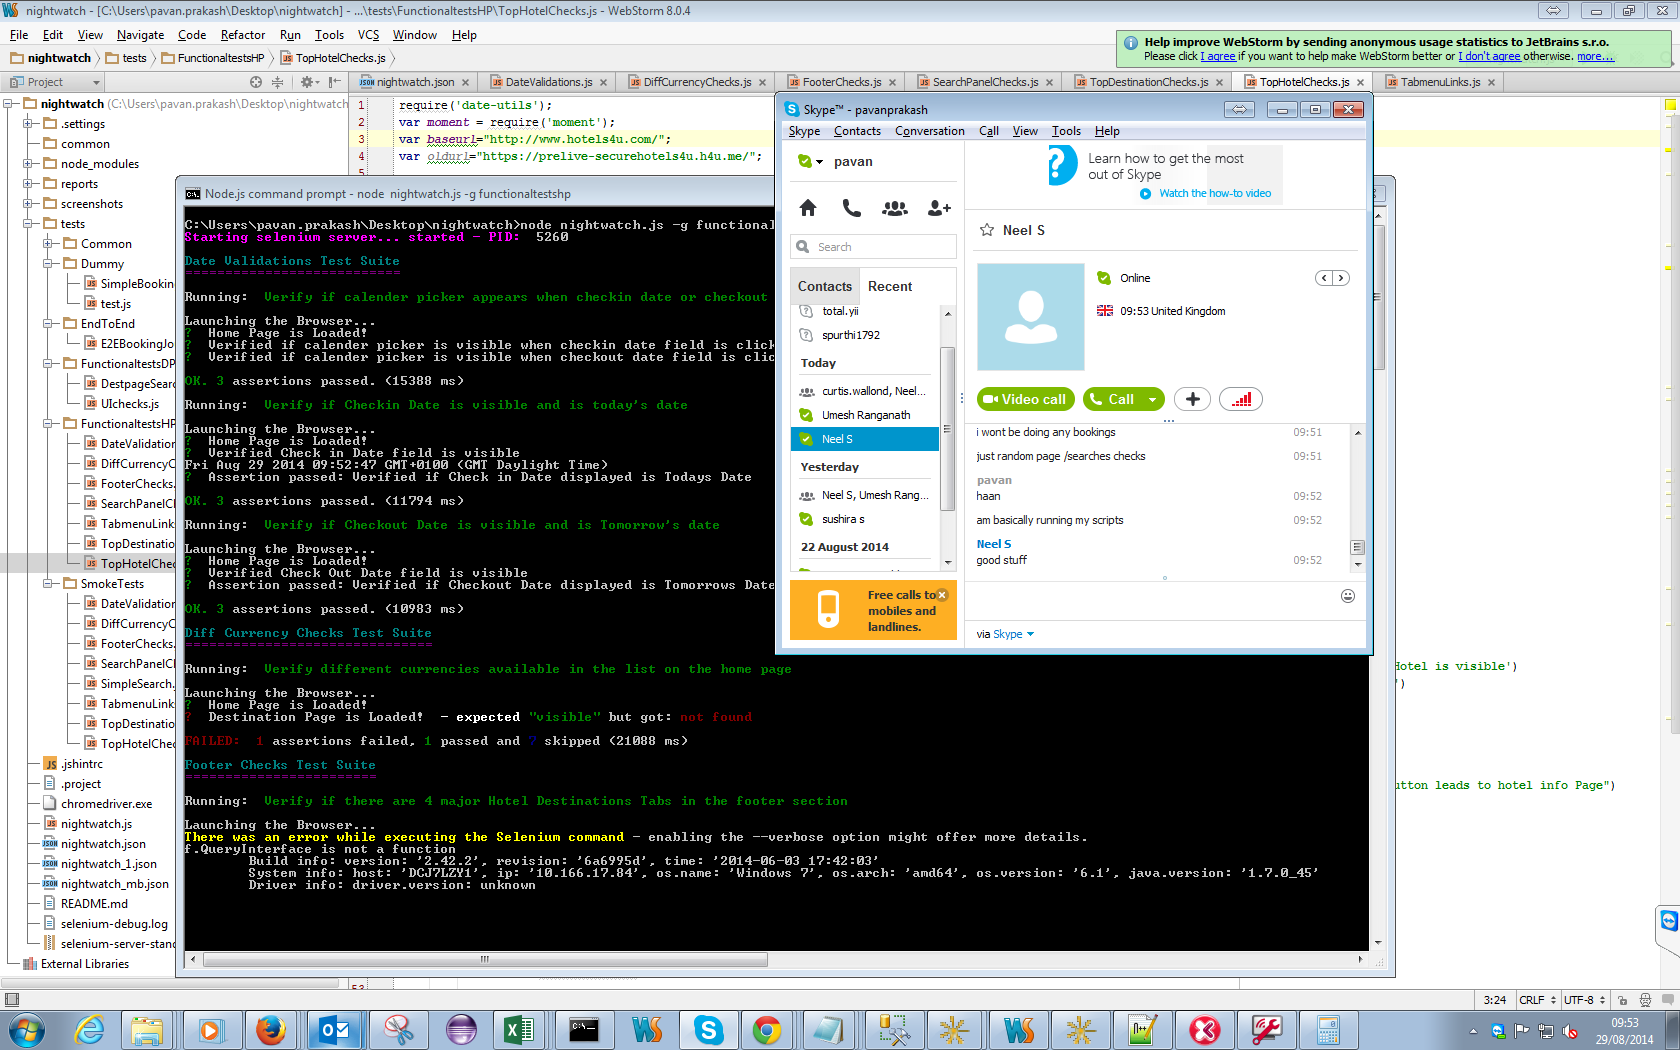 nightwatch - [C:\Users\pavan.prakash\Desktop\nightwatch] - ...\tests\FunctionaltestsHP\TopHotelChecks.js - WebStorm 8.0.4
File Edit View Navigate Code Refactor Run Tools VCS Window Help
nightwatch tests FunctionaltestsHP TopHotelChecks.js
Help improve WebStorm by sending anonymous usage statistics to JetBrains s.r.o.
Please click I agree if you want to help make WebStorm better or I don't agree otherwise. more...
Project
nightwatch.json DateValidations.js DiffCurrencyChecks.js FooterChecks.js SearchPanelChecks.js TopDestinationChecks.js TopHotelChecks.js TabmenuLinks.js
nightwatch (C:\Users\pavan.prakash\Desktop\nightwatch
.settings
common
node_modules
reports
screenshots
tests
Common
Dummy
SimpleBookin
test.js
EndToEnd
E2EBookingJo
FunctionaltestsDP
DestpageSear
UIchecks.js
FunctionaltestsHP
DateValidation
DiffCurrencyC
FooterChecks.
SearchPanelCl
TabmenuLink
TopDestinatio
TopHotelChec
SmokeTests
DateValidation
DiffCurrencyC
FooterChecks.
SearchPanelCl
SimpleSearch.
TabmenuLink
TopDestinatio
TopHotelChec
.jshintrc
.project
chromedriver.exe
nightwatch.js
nightwatch.json
nightwatch_1.json
nightwatch_mb.json
README.md
selenium-debug.log
selenium-server-stand
External Libraries
1 require('date-utils');
2 var moment = require('moment');
3 var baseurl="http://www.hotels4u.com/";
4 var oldurl="https://prelive-securehotels4u.h4u.me/";
5
Hotel is visible')
')
utton leads to hotel info Page")
53
Node.js command prompt - node nightwatch.js -g functionaltestshp
C:\Users\pavan.prakash\Desktop\nightwatch>node nightwatch.js -g functional
Starting selenium server... started - PID: 5260
Date Validations Test Suite
===========================
Running: Verify if calender picker appears when checkin date or checkout
Launching the Browser...
? Home Page is Loaded!
? Verified if calender picker is visible when checkin date field is click
? Verified if calender picker is visible when checkout date field is clic
OK. 3 assertions passed. (15388 ms)
Running: Verify if Checkin Date is visible and is today's date
Launching the Browser...
? Home Page is Loaded!
? Verified Check in Date field is visible
Fri Aug 29 2014 09:52:47 GMT+0100 (GMT Daylight Time)
? Assertion passed: Verified if Check in Date displayed is Todays Date
OK. 3 assertions passed. (11794 ms)
Running: Verify if Checkout Date is visible and is Tomorrow's date
Launching the Browser...
? Home Page is Loaded!
? Verified Check Out Date field is visible
? Assertion passed: Verified if Checkout Date displayed is Tomorrows Date
OK. 3 assertions passed. (10983 ms)
Diff Currency Checks Test Suite
===============================
Running: Verify different currencies available in the list on the home page
Launching the Browser...
? Home Page is Loaded!
? Destination Page is Loaded! - expected "visible" but got: not found
FAILED: 1 assertions failed, 1 passed and 7 skipped (21088 ms)
Footer Checks Test Suite
========================
Running: Verify if there are 4 major Hotel Destinations Tabs in the footer section
Launching the Browser...
There was an error while executing the Selenium command - enabling the --verbose option might offer more details.
f.QueryInterface is not a function
Build info: version: '2.42.2', revision: '6a6995d', time: '2014-06-03 17:42:03'
System info: host: 'DCJ7LZY1', ip: '10.166.17.84', os.name: 'Windows 7', os.arch: 'amd64', os.version: '6.1', java.version: '1.7.0_45'
Driver info: driver.version: unknown
Skype™ - pavanprakash
Skype Contacts Conversation Call View Tools Help
pavan
Search
Contacts Recent
total.yii
spurthi1792
Today
curtis.wallond, Neel...
Umesh Ranganath
Neel S
Yesterday
Neel S, Umesh Rang...
sushira s
22 August 2014
Free calls to
mobiles and
landlines.
Learn how to get the most
out of Skype
Watch the how-to video
Neel S
Online
09:53 United Kingdom
Video call Call
i wont be doing any bookings 09:51
just random page /searches checks 09:51
pavan
haan 09:52
am basically running my scripts 09:52
Neel S
good stuff 09:52
via Skype
3:24 CRLF UTF-8
09:53
29/08/2014